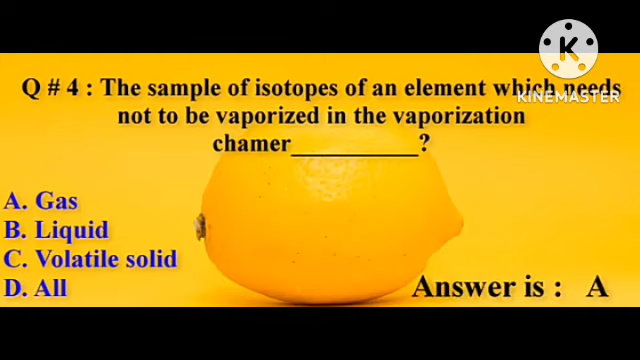 Q # 4 : The sample of isotopes of an element which needs
not to be vaporized in the vaporization
chamer__________?
A. Gas
B. Liquid
C. Volatile solid
D. All
Answer is : A
K
KINEMASTER